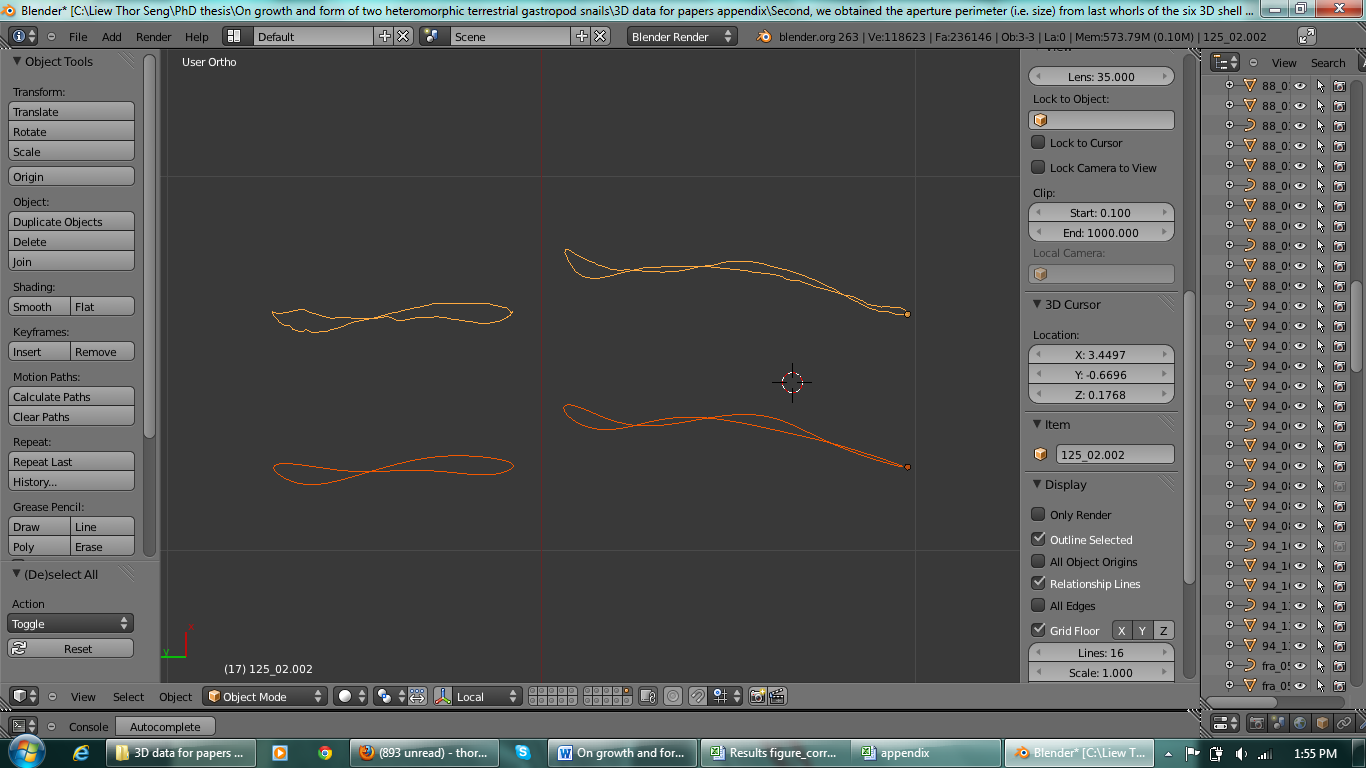 Blender* [C:\Liew Thor Seng\PhD thesis\On growth and form of two heteromorphic terrestrial gastropod snails\3D data for papers appendix\Second, we obtained the aperture perimeter (i.e. size) from last whorls of the six 3D shell ...
File Add Render Help Default Scene Blender Render blender.org 263 | Ve:118623 | Fa:236146 | Ob:3-3 | La:0 | Mem:573.79M (0.10M) | 125_02.002
Object Tools
Transform:
Translate
Rotate
Scale
Origin
Object:
Duplicate Objects
Delete
Join
Shading:
Smooth Flat
Keyframes:
Insert Remove
Motion Paths:
Calculate Paths
Clear Paths
Repeat:
Repeat Last
History...
Grease Pencil:
Draw Line
Poly Erase
(De)select All
Action
Toggle
Reset
User Ortho
x
y
(17) 125_02.002
View Select Object Object Mode Local
Console Autocomplete
Lens: 35.000
Lock to Object:
Lock to Cursor
Lock Camera to View
Clip:
Start: 0.100
End: 1000.000
Local Camera:
3D Cursor
Location:
X: 3.4497
Y: -0.6696
Z: 0.1768
Item
125_02.002
Display
Only Render
Outline Selected
All Object Origins
Relationship Lines
All Edges
Grid Floor X Y Z
Lines: 16
Scale: 1.000
View Search
3D data for papers ... (893 unread) - thor... On growth and for... Results figure_corr... appendix Blender* [C:\Liew T... 1:55 PM